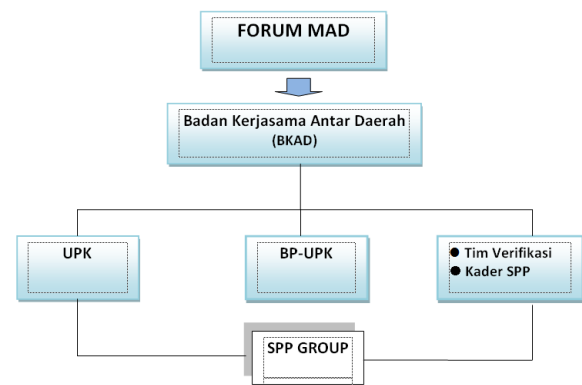 FORUM MAD
Badan Kerjasama Antar Daerah
(BKAD)
UPK
BP-UPK
● Tim Verifikasi
● Kader SPP
SPP GROUP